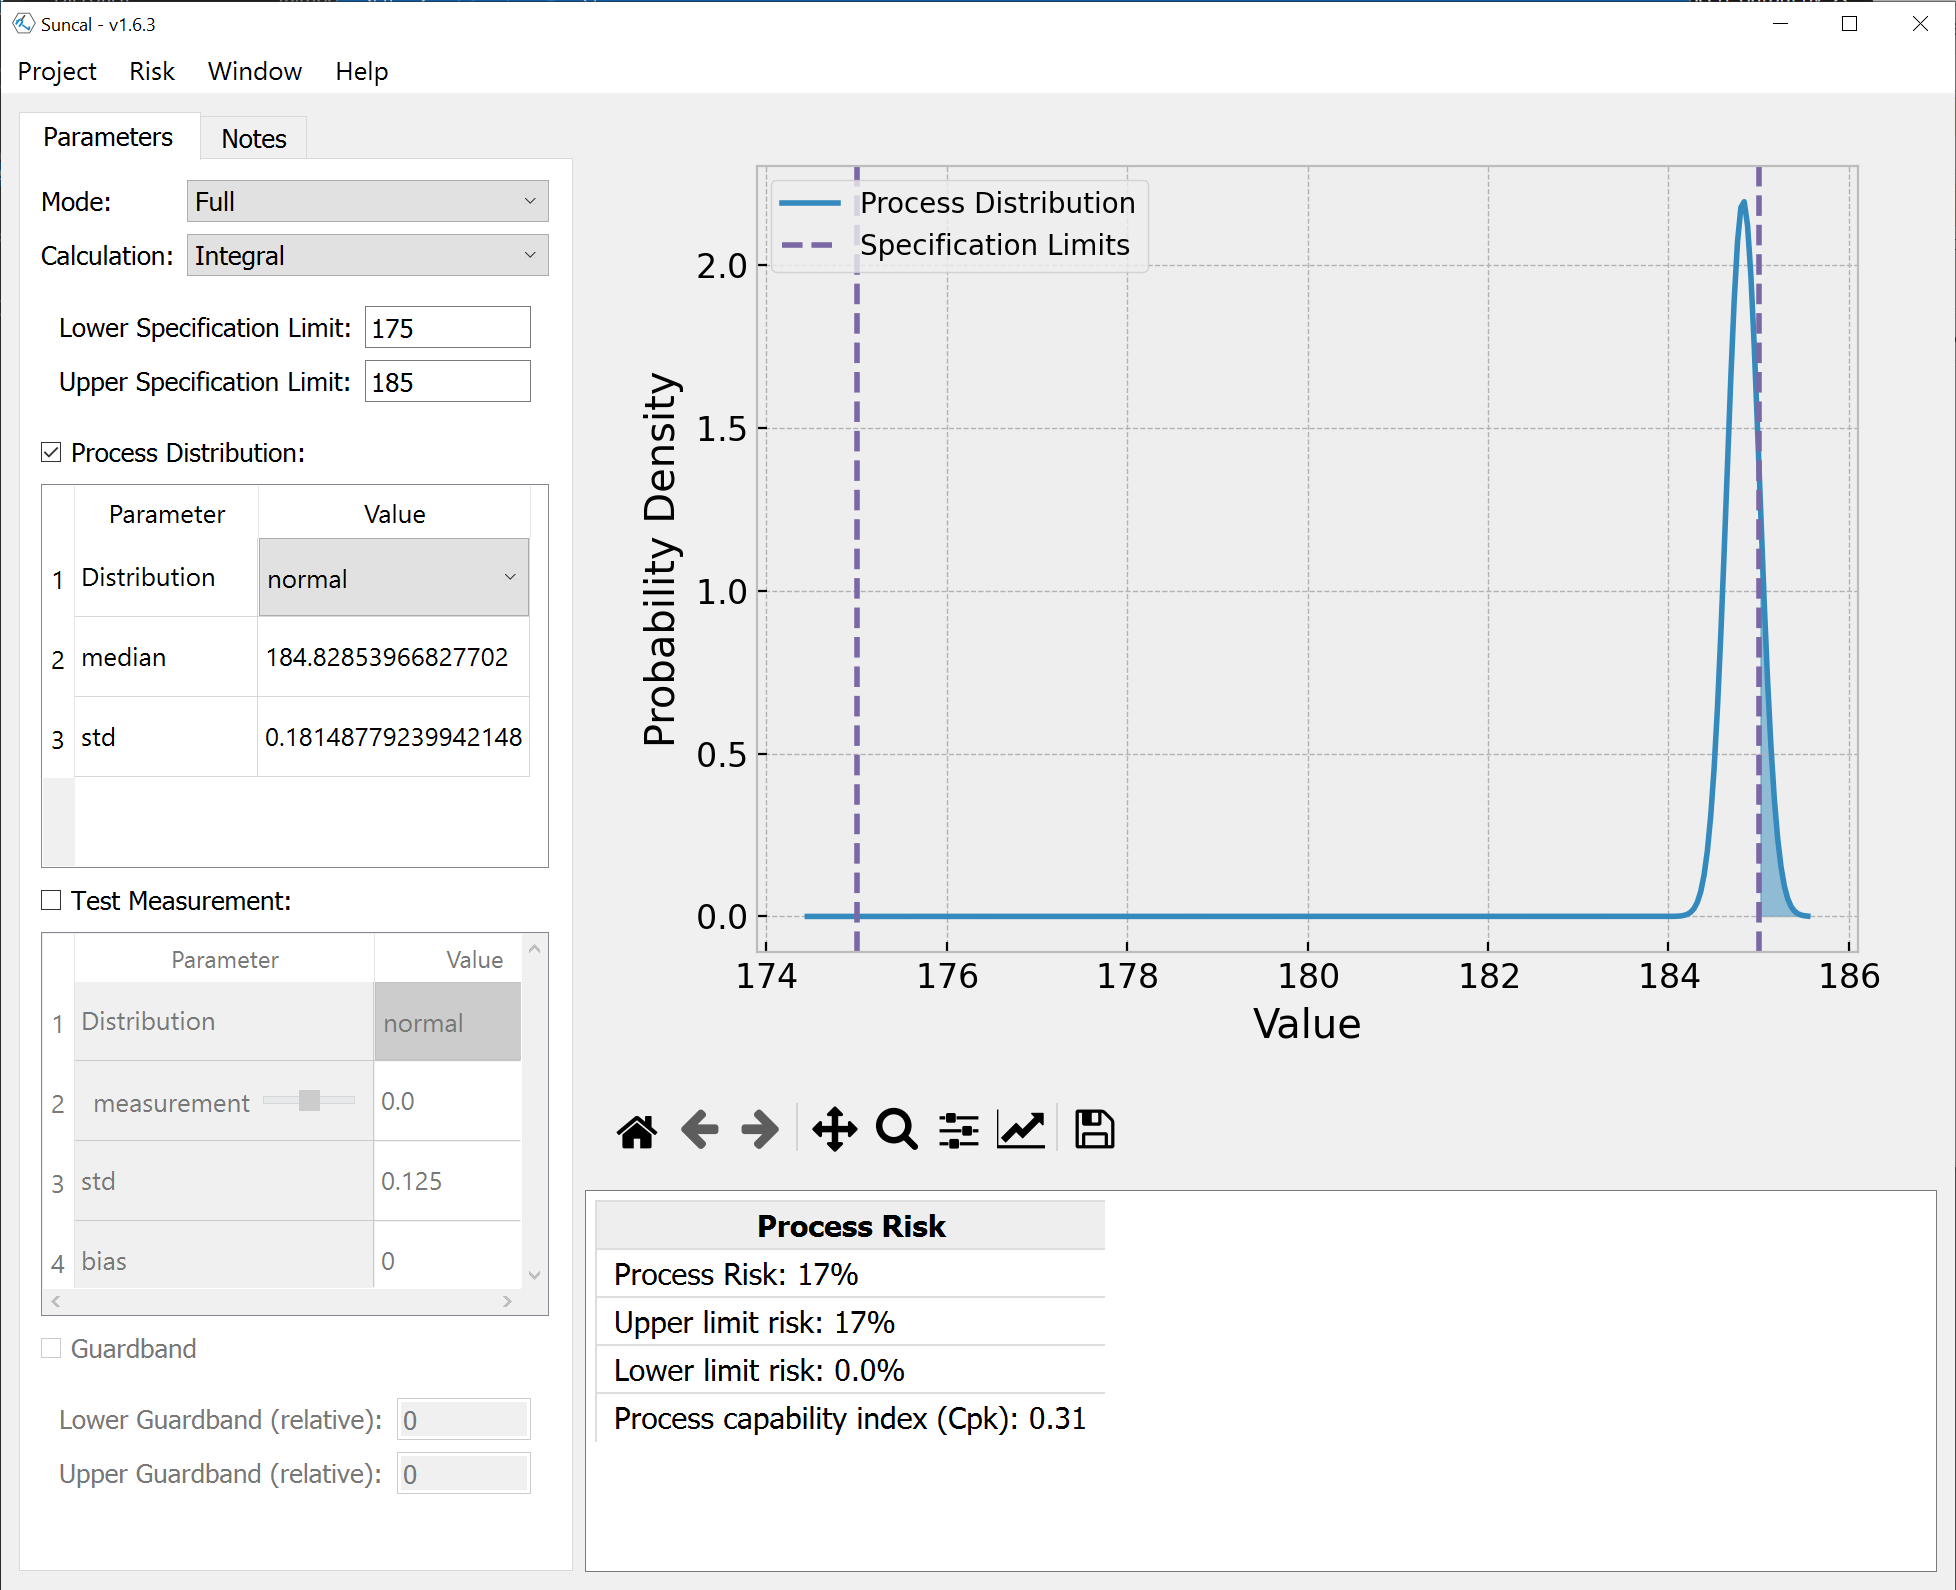 Suncal - v1.6.3
Project Risk Window Help
Parameters Notes
Mode: Full
Calculation: Integral
Lower Specification Limit: 175
Upper Specification Limit: 185
Process Distribution:
Parameter Value
1 Distribution normal
2 median 184.82853966827702
3 std 0.18148779239942148
Test Measurement:
Parameter Value
1 Distribution normal
2 measurement 0.0
3 std 0.125
4 bias 0
Guardband
Lower Guardband (relative): 0
Upper Guardband (relative): 0
Process Distribution
Specification Limits
Probability Density
2.0
1.5
1.0
0.5
0.0
174 176 178 180 182 184 186
Value
Process Risk
Process Risk: 17%
Upper limit risk: 17%
Lower limit risk: 0.0%
Process capability index (Cpk): 0.31